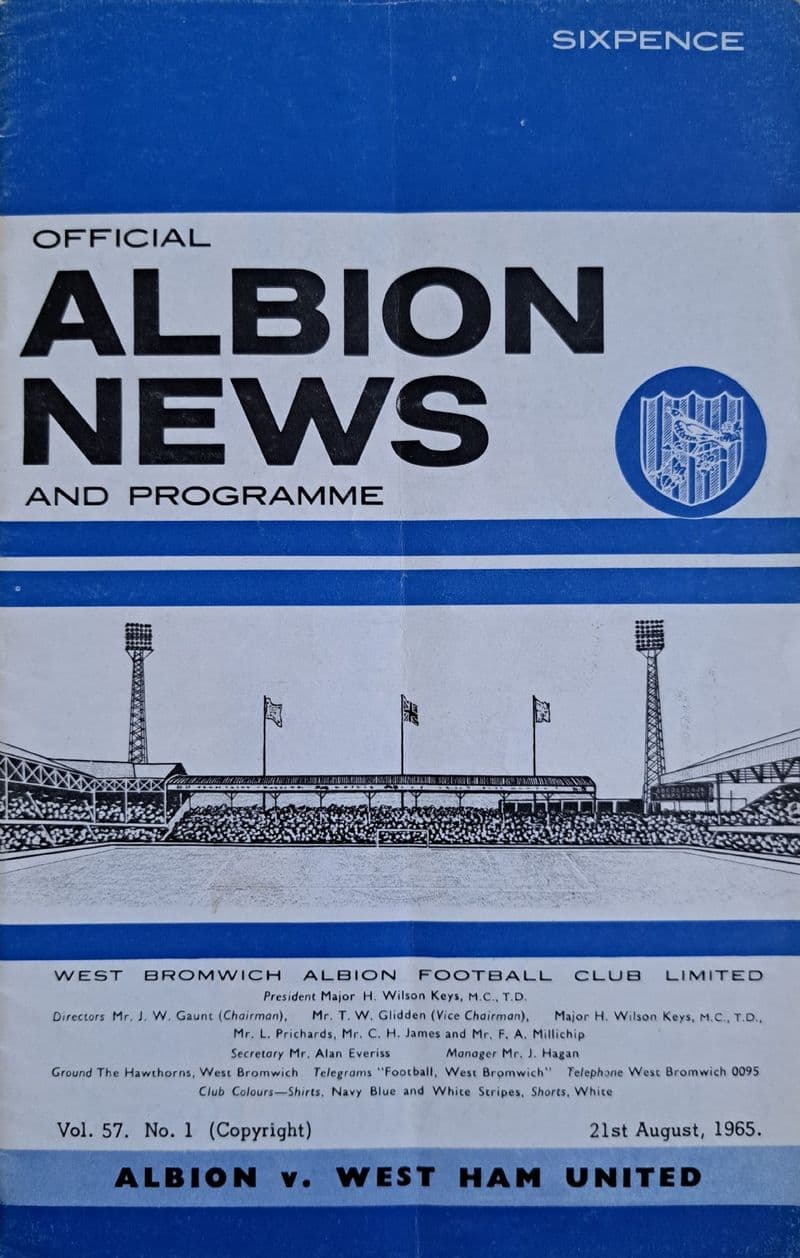 SIXPENCE
OFFICIAL
ALBION
NEWS
AND PROGRAMME
WEST BROMWICH ALBION FOOTBALL CLUB LIMITED
President Major H. Wilson Keys, M.C., T.D.
Directors Mr. J. W. Gaunt (Chairman), Mr. T. W. Glidden (Vice Chairman), Major H. Wilson Keys, M.C., T.D.,
Mr. L. Prichards, Mr. C. H. James and Mr. F. A. Millichip
Secretary Mr. Alan Everiss Manager Mr. J. Hagan
Ground The Hawthorns, West Bromwich Telegrams "Football, West Bromwich" Telephone West Bromwich 0095
Club Colours—Shirts, Navy Blue and White Stripes, Shorts, White
Vol. 57. No. 1 (Copyright) 21st August, 1965.
ALBION v. WEST HAM UNITED